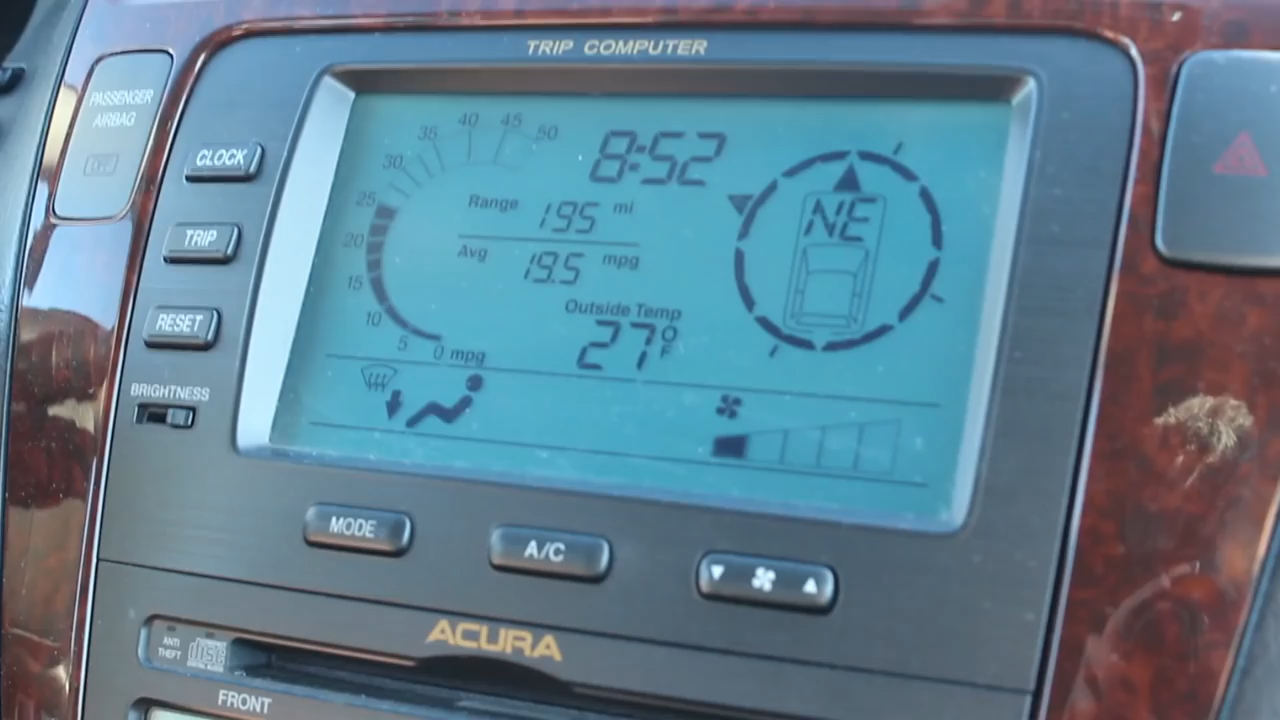 TRIP COMPUTER
PASSENGER
AIRBAG
OFF
CLOCK
TRIP
RESET
BRIGHTNESS
50
45
40
35
30
25
20
15
10
5
0 mpg
8:52
Range 195 mi
Avg 19.5 mpg
Outside Temp
27°F
NE
MODE
A/C
ACURA
ANTI
THEFT
disc
FRONT